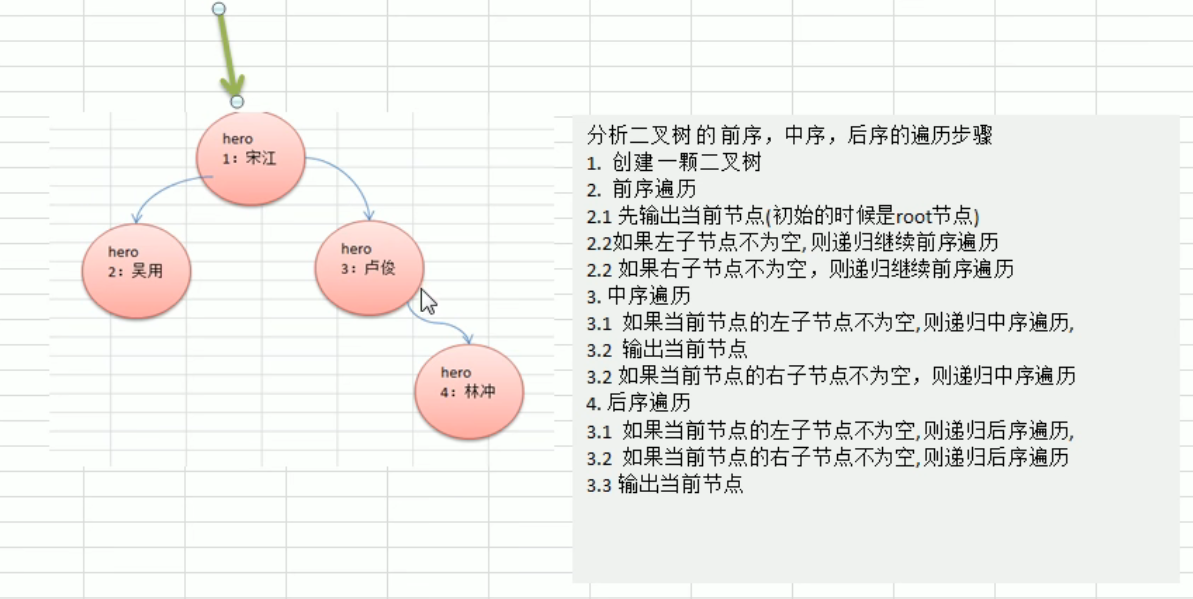 hero
1：宋江
hero
2：吴用
hero
3：卢俊
hero
4：林冲
分析二叉树的前序，中序，后序的遍历步骤
1. 创建一颗二叉树
2. 前序遍历
2.1 先输出当前节点(初始的时候是root节点)
2.2如果左子节点不为空,则递归继续前序遍历
2.2 如果右子节点不为空，则递归继续前序遍历
3. 中序遍历
3.1 如果当前节点的左子节点不为空,则递归中序遍历,
3.2 输出当前节点
3.2 如果当前节点的右子节点不为空，则递归中序遍历
4. 后序遍历
3.1 如果当前节点的左子节点不为空,则递归后序遍历,
3.2 如果当前节点的右子节点不为空,则递归后序遍历
3.3 输出当前节点